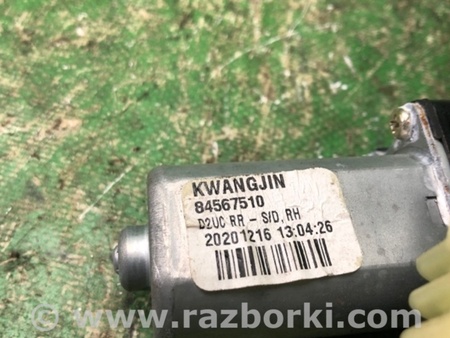 KWANGJIN
84567510
D2UC RR - S/D, RH
20201216 13:04:26
www.razborki.com